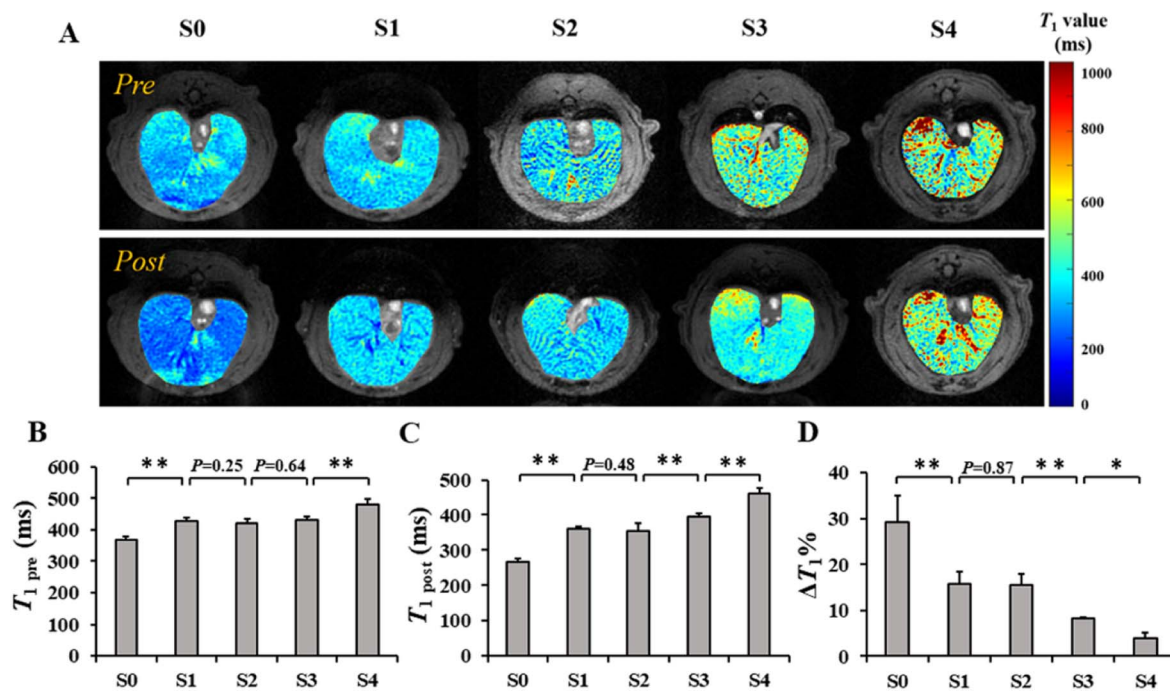 A
S0 S1 S2 S3 S4
T1 value
(ms)
Pre
1000
800
600
Post
400
200
0
B
** P=0.25 P=0.64 **
600
500
400
300
200
100
0
T1 pre (ms)
S0 S1 S2 S3 S4
C
** P=0.48 ** **
500
400
300
200
100
0
T1 post (ms)
S0 S1 S2 S3 S4
D
** P=0.87 ** *
40
30
20
10
0
ΔT1%
S0 S1 S2 S3 S4